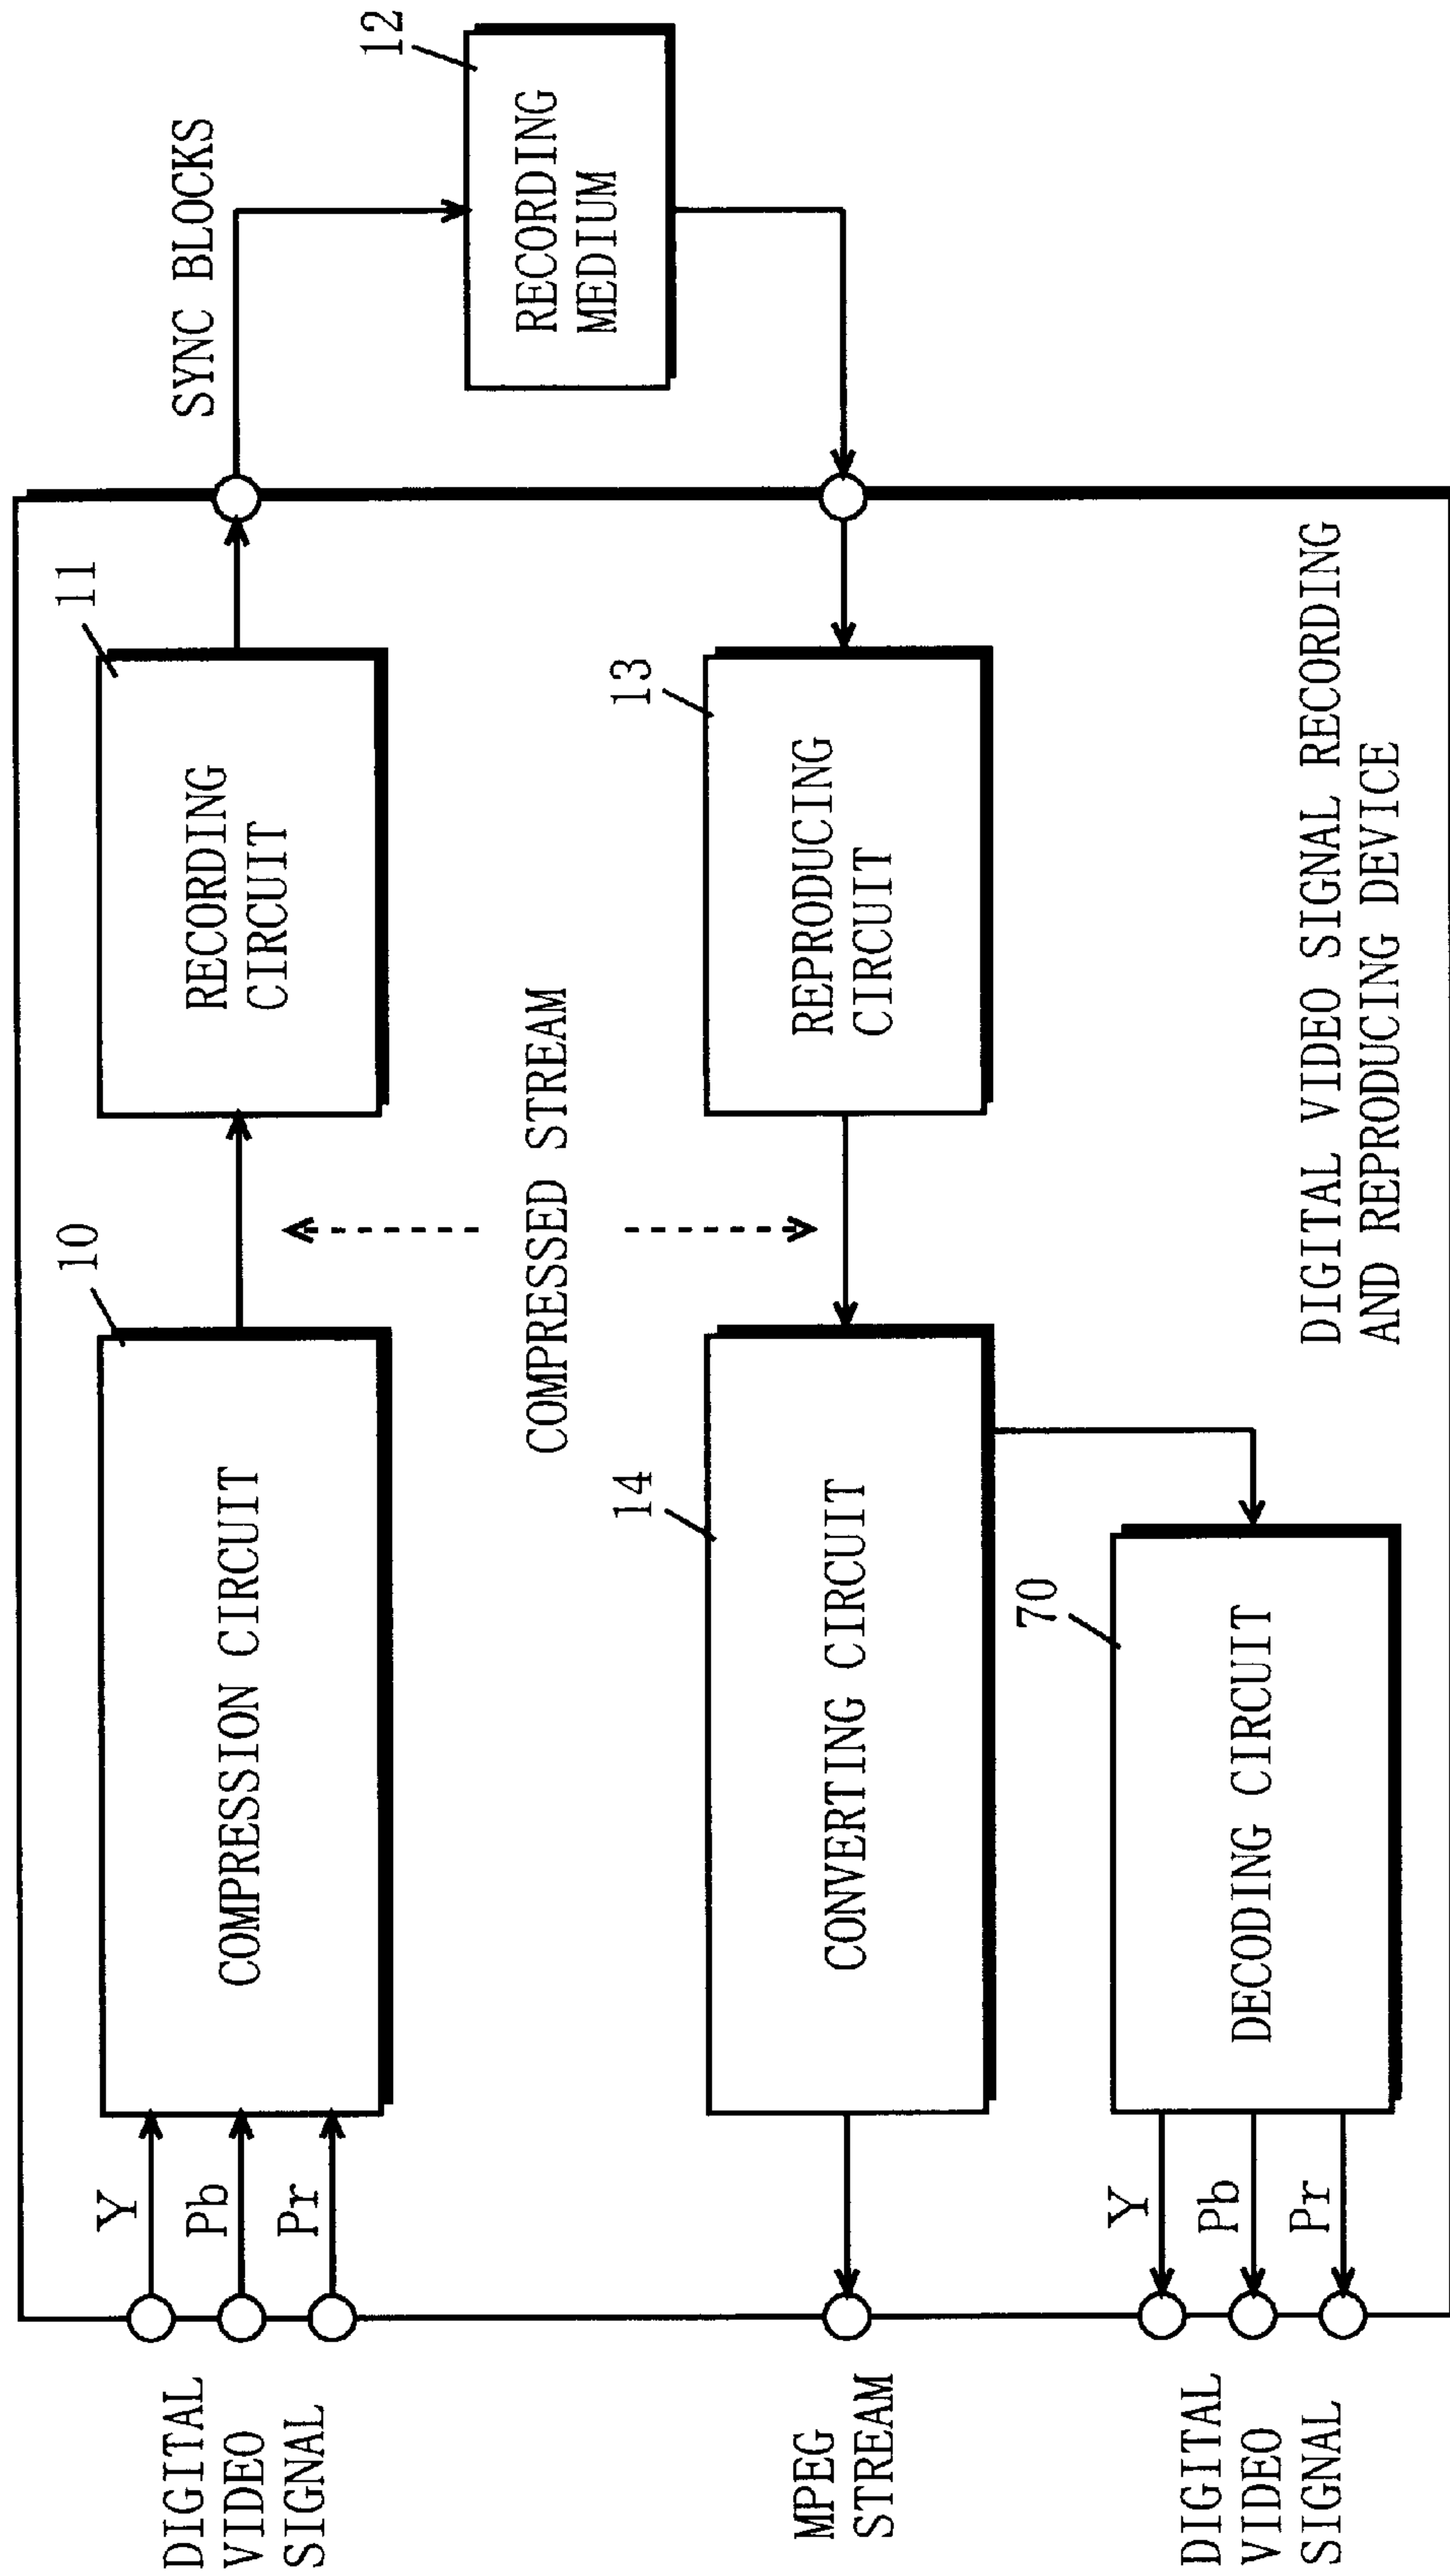 DIGITAL
VIDEO
SIGNAL
Y
Pb
Pr
10
COMPRESSION CIRCUIT
11
RECORDING
CIRCUIT
SYNC BLOCKS
12
RECORDING
MEDIUM
COMPRESSED STREAM
MPEG
STREAM
14
CONVERTING CIRCUIT
13
REPRODUCING
CIRCUIT
DIGITAL
VIDEO
SIGNAL
Y
Pb
Pr
70
DECODING CIRCUIT
DIGITAL VIDEO SIGNAL RECORDING
AND REPRODUCING DEVICE